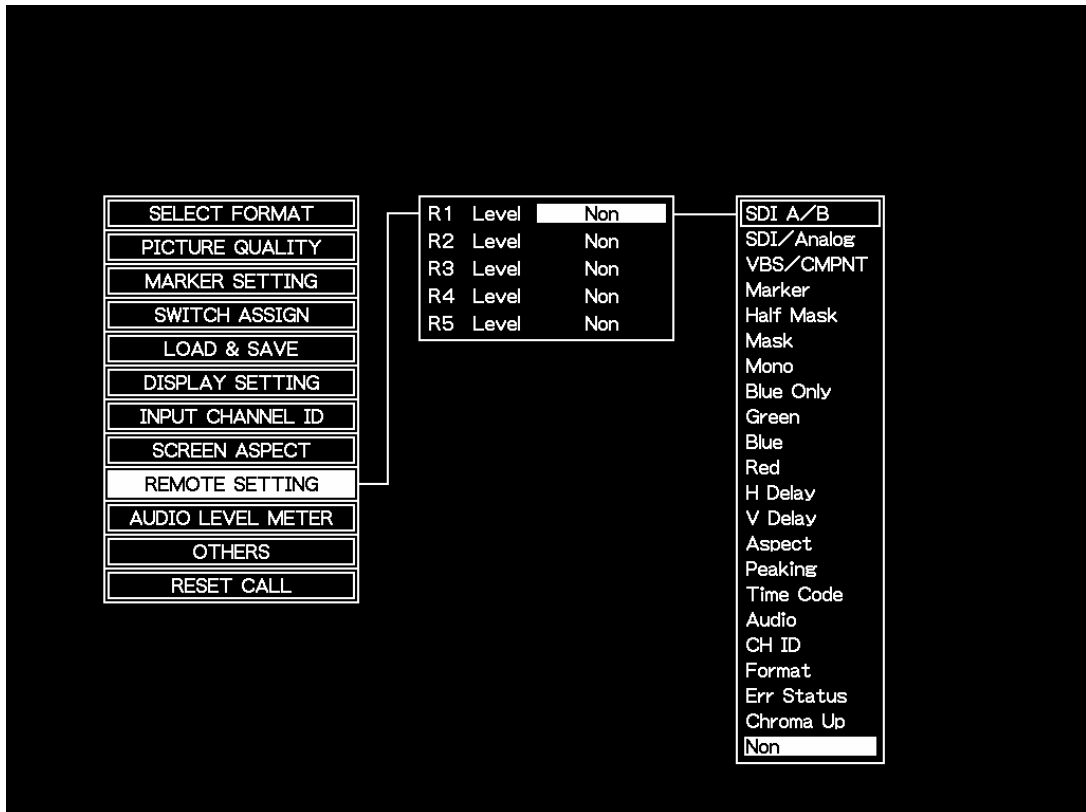 SELECT FORMAT
PICTURE QUALITY
MARKER SETTING
SWITCH ASSIGN
LOAD & SAVE
DISPLAY SETTING
INPUT CHANNEL ID
SCREEN ASPECT
REMOTE SETTING
AUDIO LEVEL METER
OTHERS
RESET CALL
R1 Level Non
R2 Level Non
R3 Level Non
R4 Level Non
R5 Level Non
SDI A/B
SDI/Analog
VBS/CMPNT
Marker
Half Mask
Mask
Mono
Blue Only
Green
Blue
Red
H Delay
V Delay
Aspect
Peaking
Time Code
Audio
CH ID
Format
Err Status
Chroma Up
Non